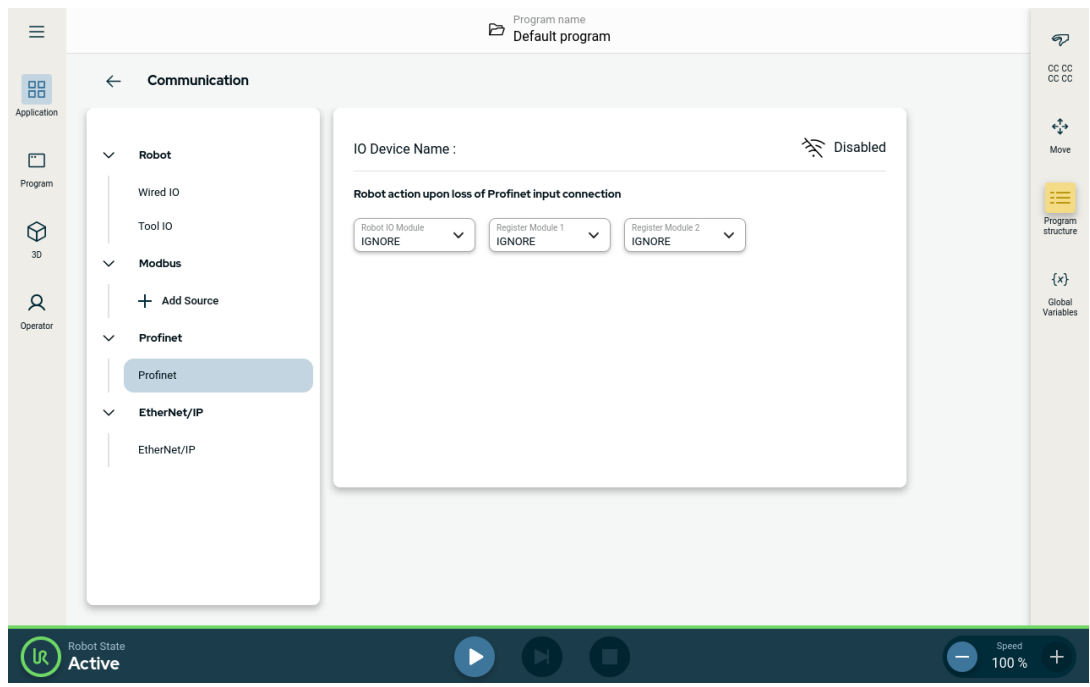 Program name
Default program
Application
Program
3D
Operator
Communication
Robot
Wired IO
Tool IO
Modbus
Add Source
Profinet
Profinet
EtherNet/IP
EtherNet/IP
IO Device Name :
Disabled
Robot action upon loss of Profinet input connection
Robot IO Module
IGNORE
Register Module 1
IGNORE
Register Module 2
IGNORE
CC CC
CC CC
Move
Program
structure
{x}
Global
Variables
Robot State
Active
Speed
100 %